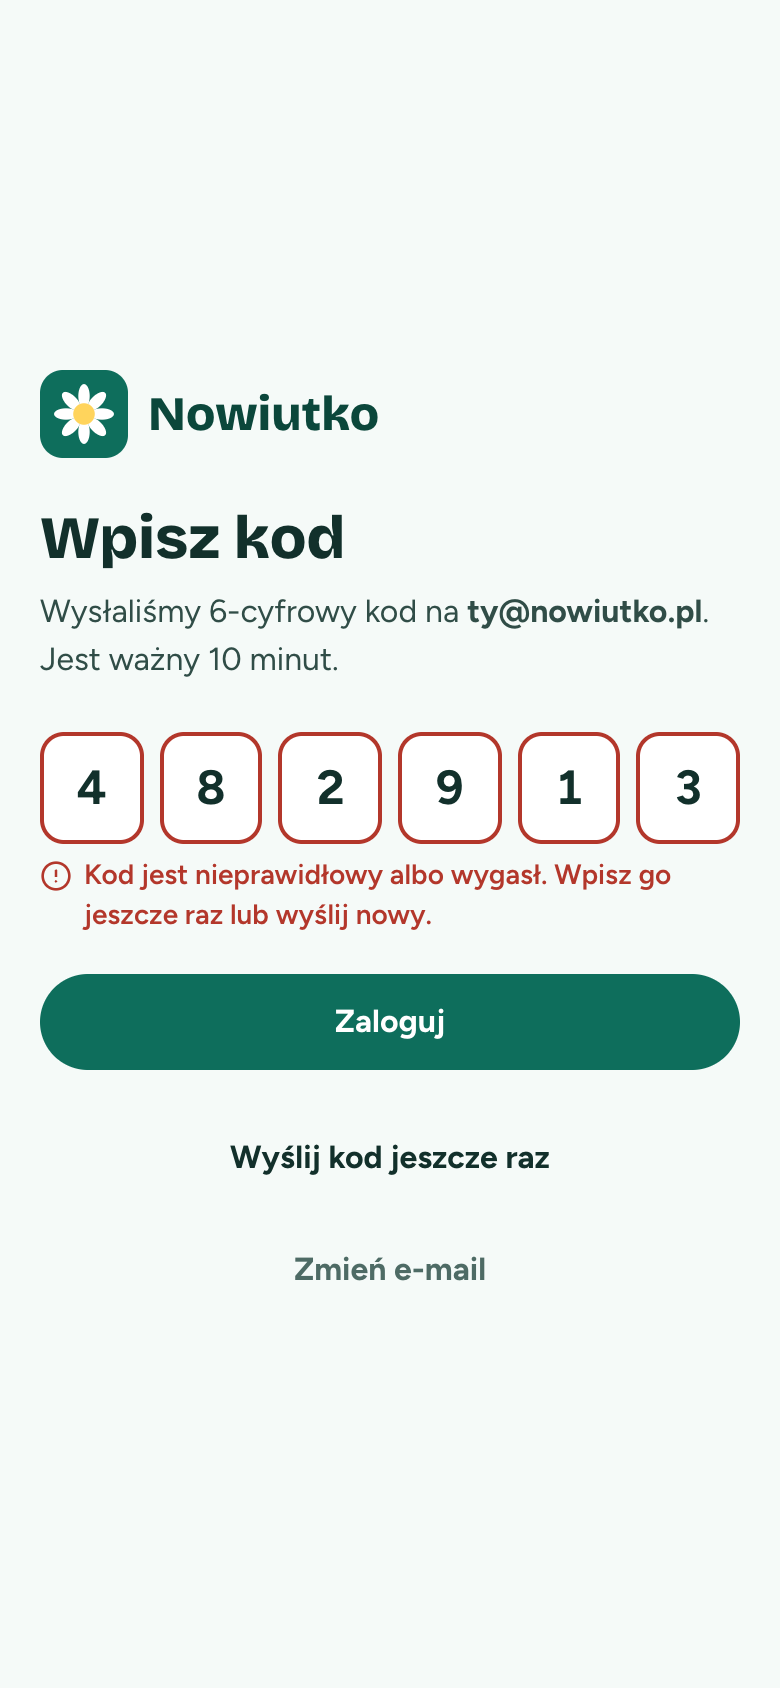 Nowiutko
Wpisz kod
Wysłaliśmy 6-cyfrowy kod na ty@nowiutko.pl.
Jest ważny 10 minut.
4 8 2 9 1 3
Kod jest nieprawidłowy albo wygasł. Wpisz go
jeszcze raz lub wyślij nowy.
Zaloguj
Wyślij kod jeszcze raz
Zmień e-mail